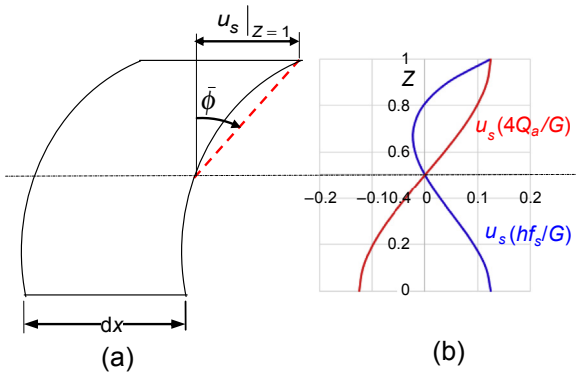 u_s|_{Z = 1}
ϕ̄
dx
(a)
1
Z
0.8
u_s(4Q_a/G)
0.6
−0.2 −0.1 0.4 0 0.1 0.2
u_s(hf_s/G)
0.2
0
(b)